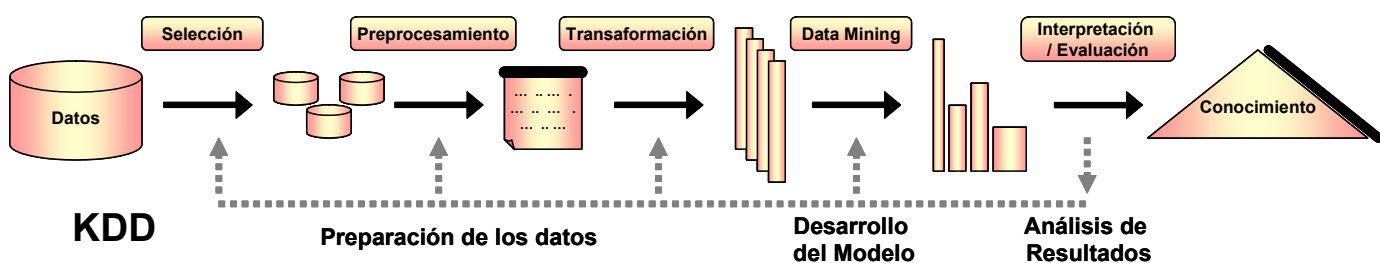 Selección
Preprocesamiento
Transaformación
Data Mining
Interpretación
/ Evaluación
Datos
Conocimiento
KDD
Preparación de los datos
Desarrollo
del Modelo
Análisis de
Resultados